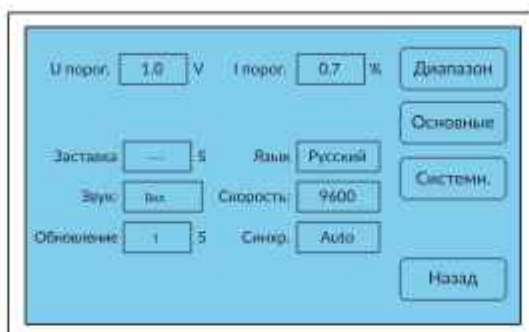 U порог. 1.0 V I порог. 0.7 % Диапазон
Основные
Заставка --- S Язык Русский
Системн.
Звук: Вкл Скорость: 9600
Обновление 1 S Синхр. Auto
Назад